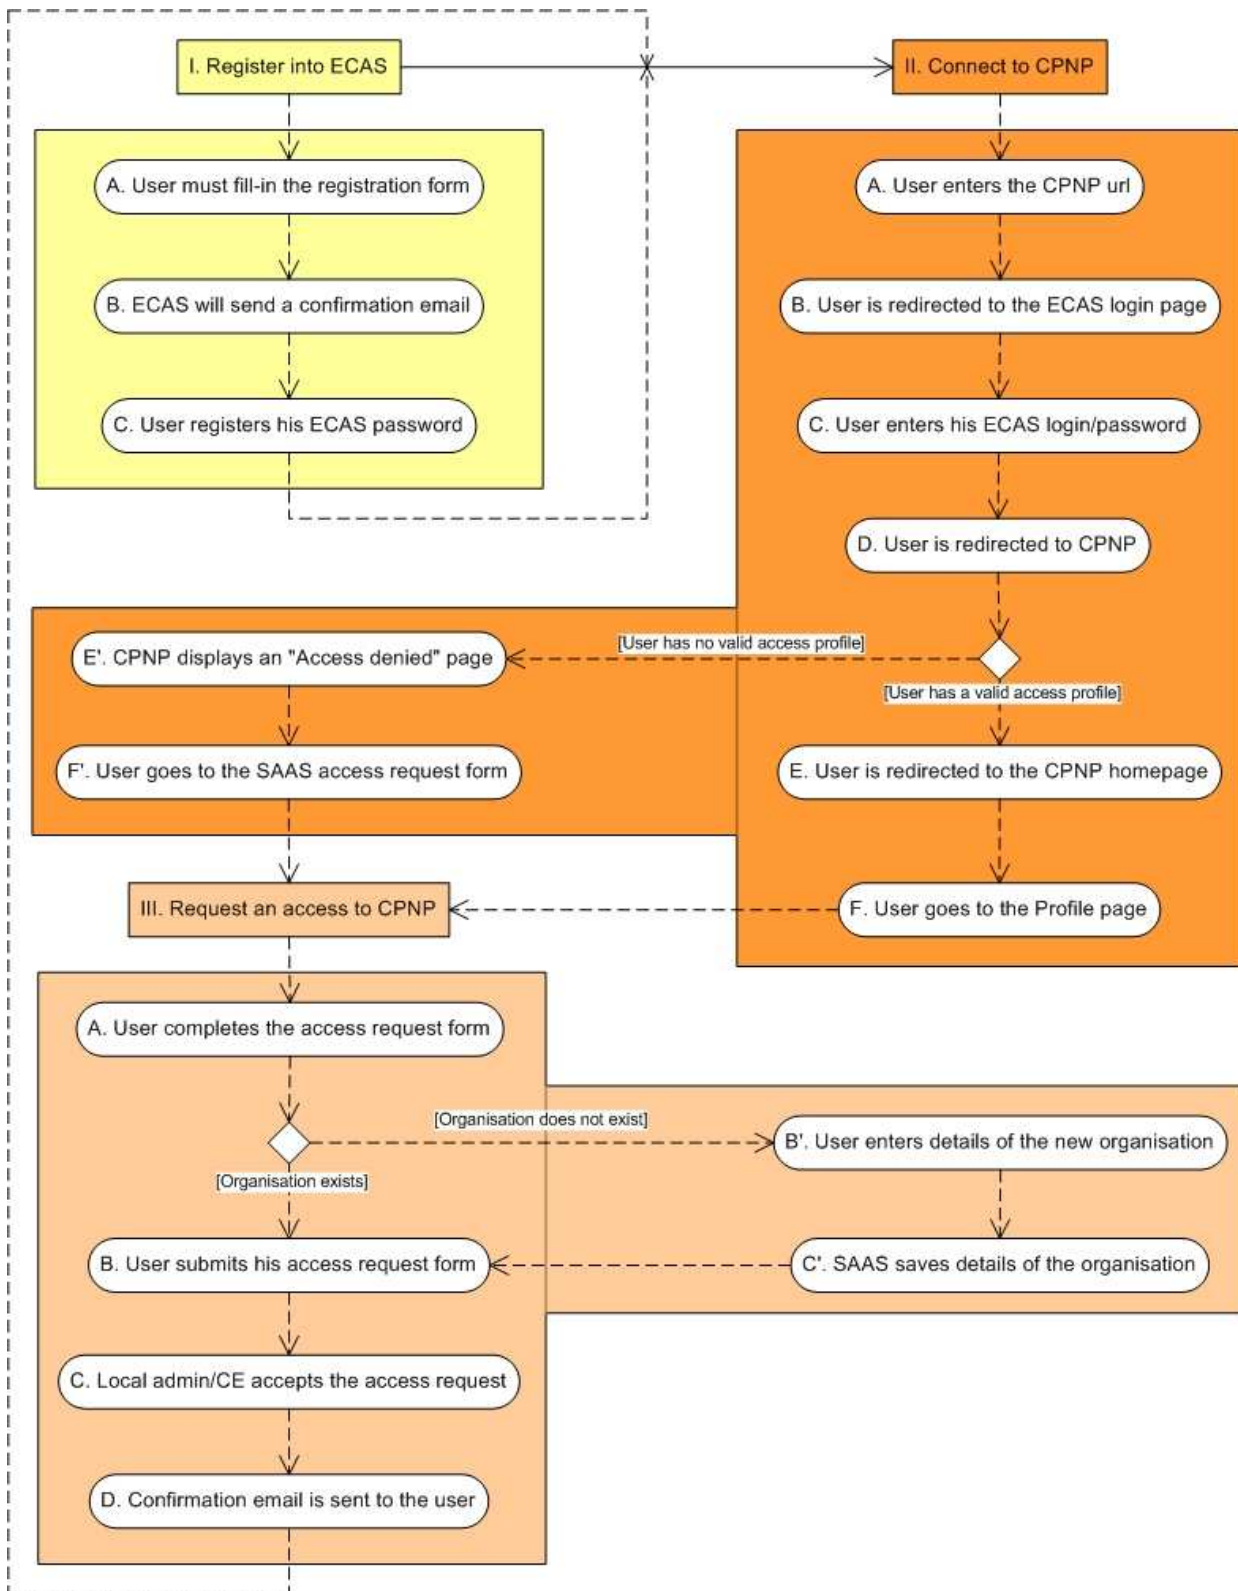 I. Register into ECAS
II. Connect to CPNP
A. User must fill-in the registration form
B. ECAS will send a confirmation email
C. User registers his ECAS password
A. User enters the CPNP url
B. User is redirected to the ECAS login page
C. User enters his ECAS login/password
D. User is redirected to CPNP
[User has no valid access profile]
[User has a valid access profile]
E'. CPNP displays an "Access denied" page
F'. User goes to the SAAS access request form
E. User is redirected to the CPNP homepage
F. User goes to the Profile page
III. Request an access to CPNP
A. User completes the access request form
[Organisation does not exist]
[Organisation exists]
B'. User enters details of the new organisation
C'. SAAS saves details of the organisation
B. User submits his access request form
C. Local admin/CE accepts the access request
D. Confirmation email is sent to the user